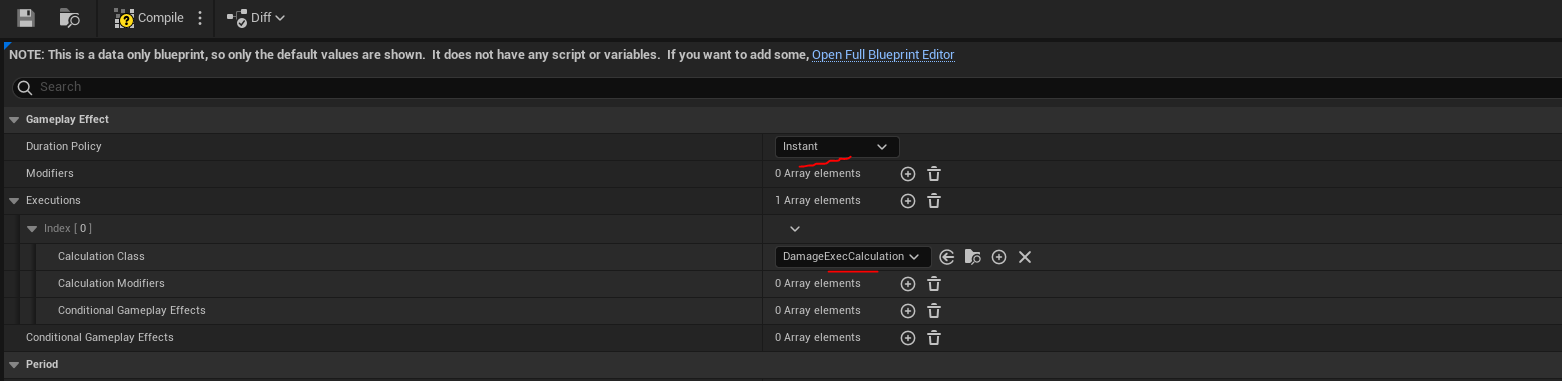 Compile
Diff
NOTE: This is a data only blueprint, so only the default values are shown.  It does not have any script or variables.  If you want to add some, Open Full Blueprint Editor
Search
Gameplay Effect
Duration Policy
Instant
Modifiers
0 Array elements
Executions
1 Array elements
Index [ 0 ]
Calculation Class
DamageExecCalculation
Calculation Modifiers
0 Array elements
Conditional Gameplay Effects
0 Array elements
Conditional Gameplay Effects
0 Array elements
Period